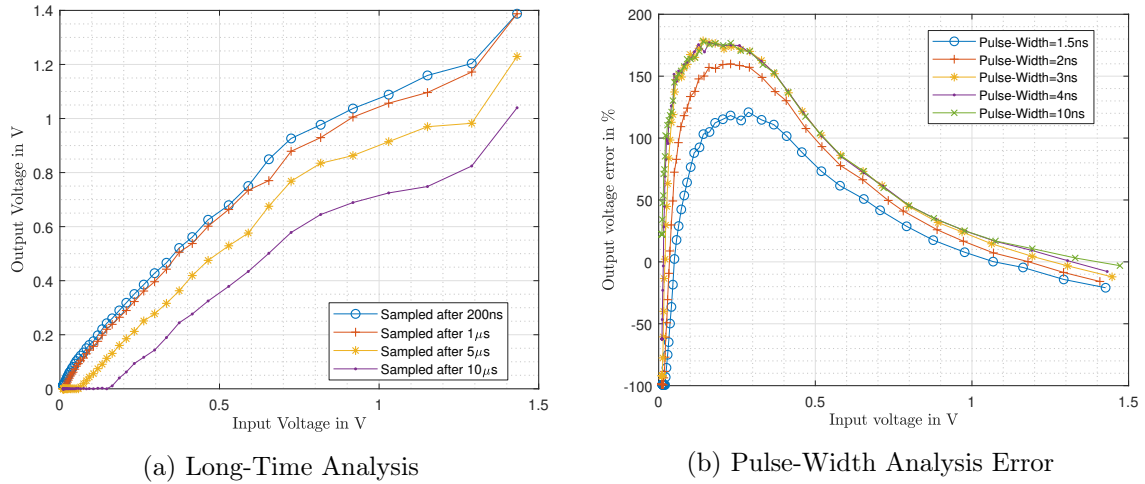 1.4
1.2
1
0.8
0.6
0.4
0.2
0
0
0.5
1
1.5
Output Voltage in V
Input Voltage in V
Sampled after 200ns
Sampled after 1μs
Sampled after 5μs
Sampled after 10μs
(a) Long-Time Analysis
200
150
100
50
0
-50
-100
0
0.5
1
1.5
Output voltage error in %
Input voltage in V
Pulse-Width=1.5ns
Pulse-Width=2ns
Pulse-Width=3ns
Pulse-Width=4ns
Pulse-Width=10ns
(b) Pulse-Width Analysis Error